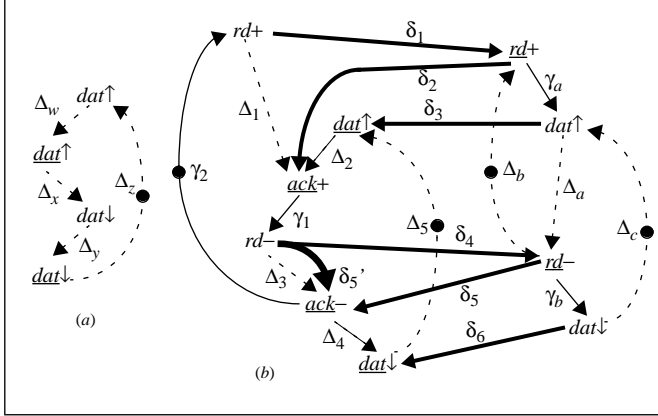 rd+
δ1
rd+
δ2
γa
Δw
dat↑
Δ1
δ3
dat↑
dat↑
dat↑
Δ2
Δx
Δz
γ2
Δb
Δa
ack+
dat↓
γ1
Δ5
δ4
Δc
Δy
rd−
rd−
dat↓
Δ3
δ5’
δ5
γb
ack−
(a)
Δ4
δ6
dat↓
dat↓
(b)